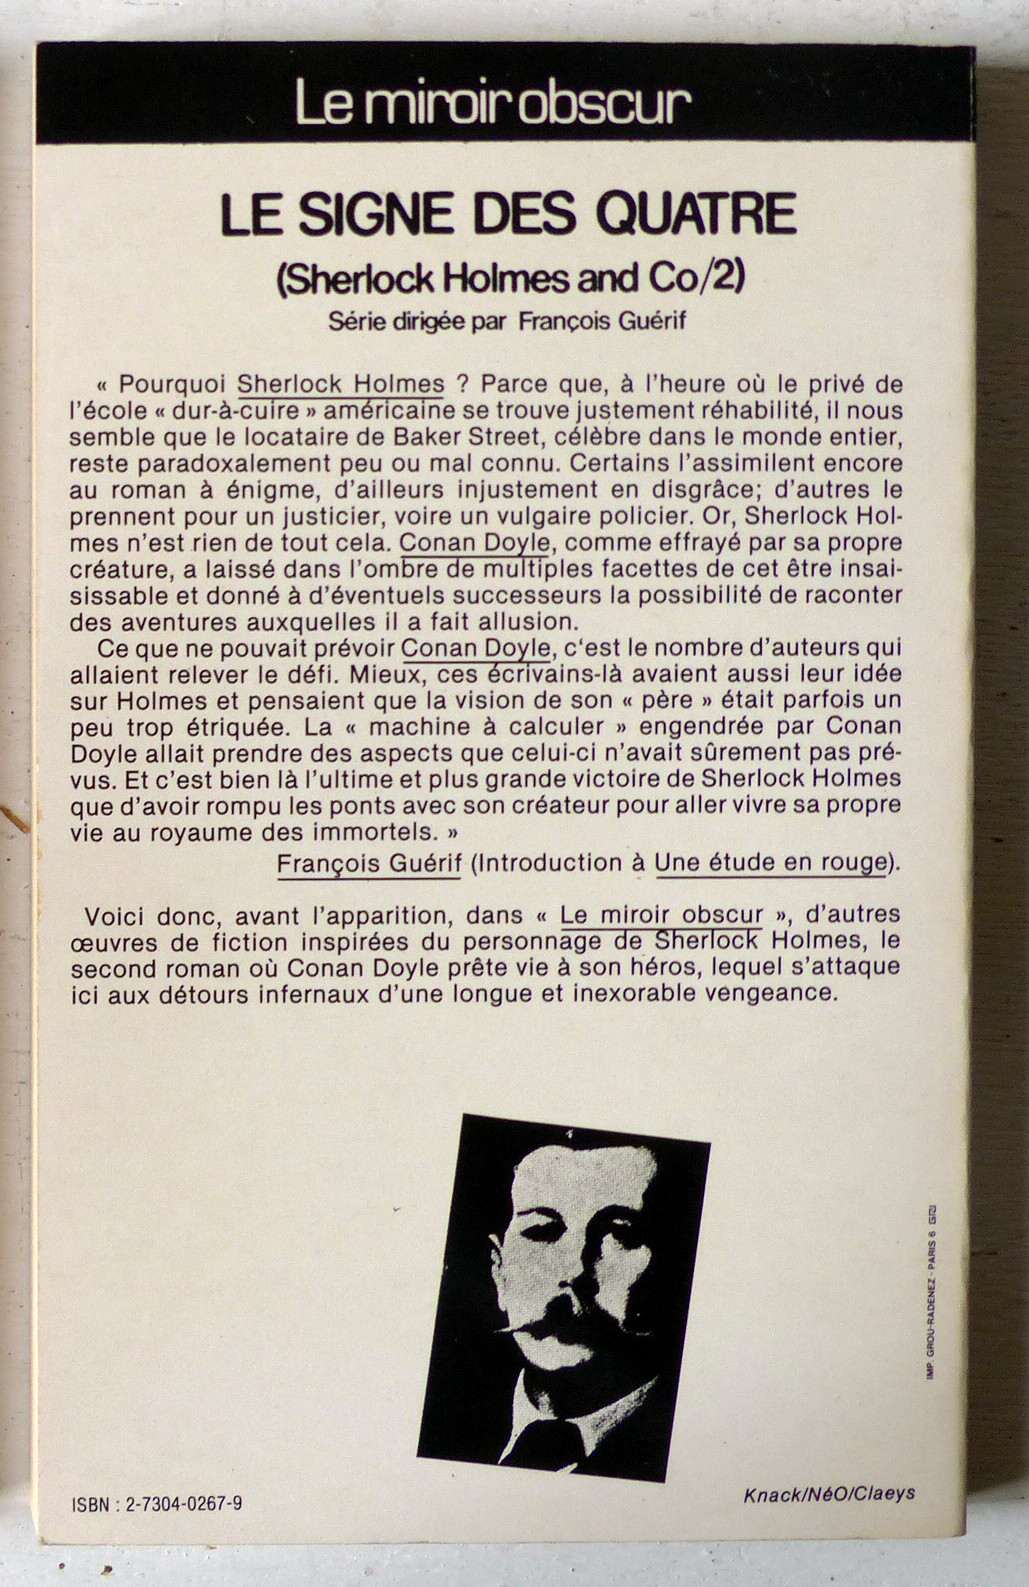 Le miroir obscur
LE SIGNE DES QUATRE
(Sherlock Holmes and Co/2)
Série dirigée par François Guérif
« Pourquoi Sherlock Holmes ? Parce que, à l'heure où le privé de
l'école « dur-à-cuire » américaine se trouve justement réhabilité, il nous
semble que le locataire de Baker Street, célèbre dans le monde entier,
reste paradoxalement peu ou mal connu. Certains l'assimilent encore
au roman à énigme, d'ailleurs injustement en disgrâce; d'autres le
prennent pour un justicier, voire un vulgaire policier. Or, Sherlock Hol-
mes n'est rien de tout cela. Conan Doyle, comme effrayé par sa propre
créature, a laissé dans l'ombre de multiples facettes de cet être insai-
sissable et donné à d'éventuels successeurs la possibilité de raconter
des aventures auxquelles il a fait allusion.
Ce que ne pouvait prévoir Conan Doyle, c'est le nombre d'auteurs qui
allaient relever le défi. Mieux, ces écrivains-là avaient aussi leur idée
sur Holmes et pensaient que la vision de son « père » était parfois un
peu trop étriquée. La « machine à calculer » engendrée par Conan
Doyle allait prendre des aspects que celui-ci n'avait sûrement pas pré-
vus. Et c'est bien là l'ultime et plus grande victoire de Sherlock Holmes
que d'avoir rompu les ponts avec son créateur pour aller vivre sa propre
vie au royaume des immortels. »
François Guérif (Introduction à Une étude en rouge).
Voici donc, avant l'apparition, dans « Le miroir obscur », d'autres
œuvres de fiction inspirées du personnage de Sherlock Holmes, le
second roman où Conan Doyle prête vie à son héros, lequel s'attaque
ici aux détours infernaux d'une longue et inexorable vengeance.
IMP. GROU-RADENEZ - PARIS 6
ISBN : 2-7304-0267-9
Knack/NéO/Claeys